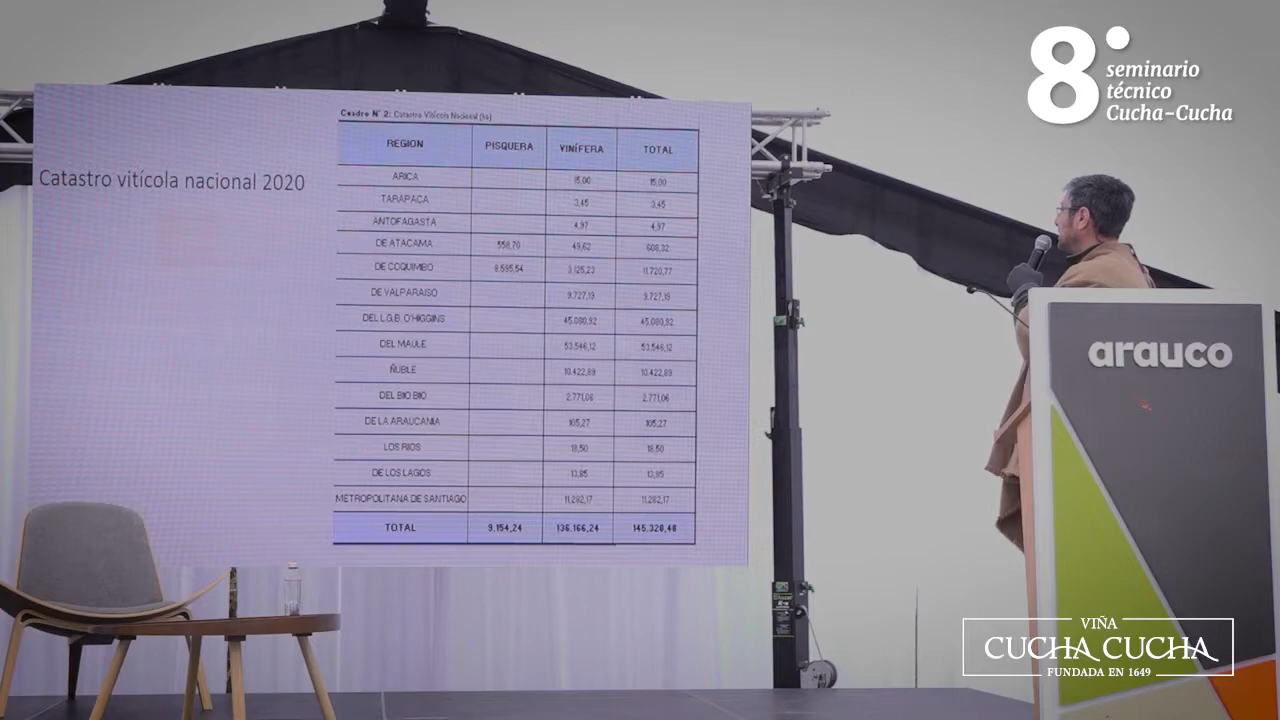 8° seminario
técnico
Cucha-Cucha
Catastro vitícola nacional 2020
Cuadro N° 2: Catastro Vitícola Nacional (ha)
REGION PISQUERA VINÍFERA TOTAL
ARICA 15,00 15,00
TARAPACA 3,45 3,45
ANTOFAGASTA 4,97 4,97
DE ATACAMA 558,70 49,62 608,32
DE COQUIMBO 8.595,54 3.125,23 11.720,77
DE VALPARAISO 9.727,19 9.727,19
DEL L.G.B. O'HIGGINS 45.080,92 45.080,92
DEL MAULE 53.546,12 53.546,12
ÑUBLE 10.422,89 10.422,89
DEL BIO BIO 2.771,06 2.771,06
DE LA ARAUCANIA 105,27 105,27
LOS RIOS 18,50 18,50
DE LOS LAGOS 13,85 13,85
METROPOLITANA DE SANTIAGO 11.282,17 11.282,17
TOTAL 9.154,24 136.166,24 145.320,48
arauco
VIÑA
CUCHA CUCHA
FUNDADA EN 1649